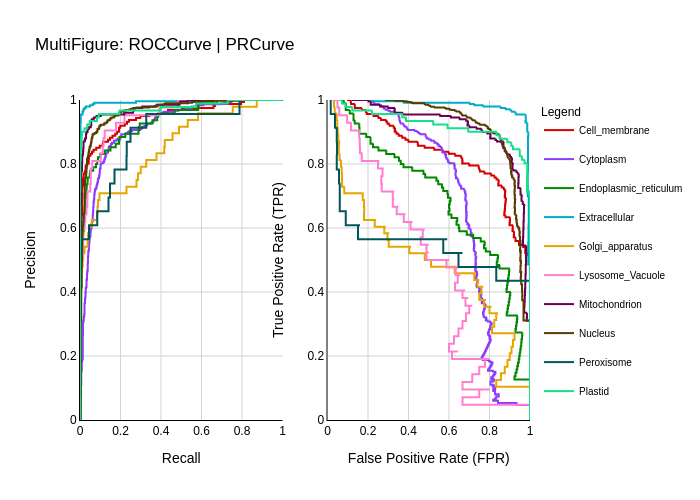 MultiFigure: ROCCurve | PRCurve
Precision
1
0.8
0.6
0.4
0.2
0
0 0.2 0.4 0.6 0.8 1
Recall
True Positive Rate (TPR)
1
0.8
0.6
0.4
0.2
0
0 0.2 0.4 0.6 0.8 1
False Positive Rate (FPR)
Legend
Cell_membrane
Cytoplasm
Endoplasmic_reticulum
Extracellular
Golgi_apparatus
Lysosome_Vacuole
Mitochondrion
Nucleus
Peroxisome
Plastid